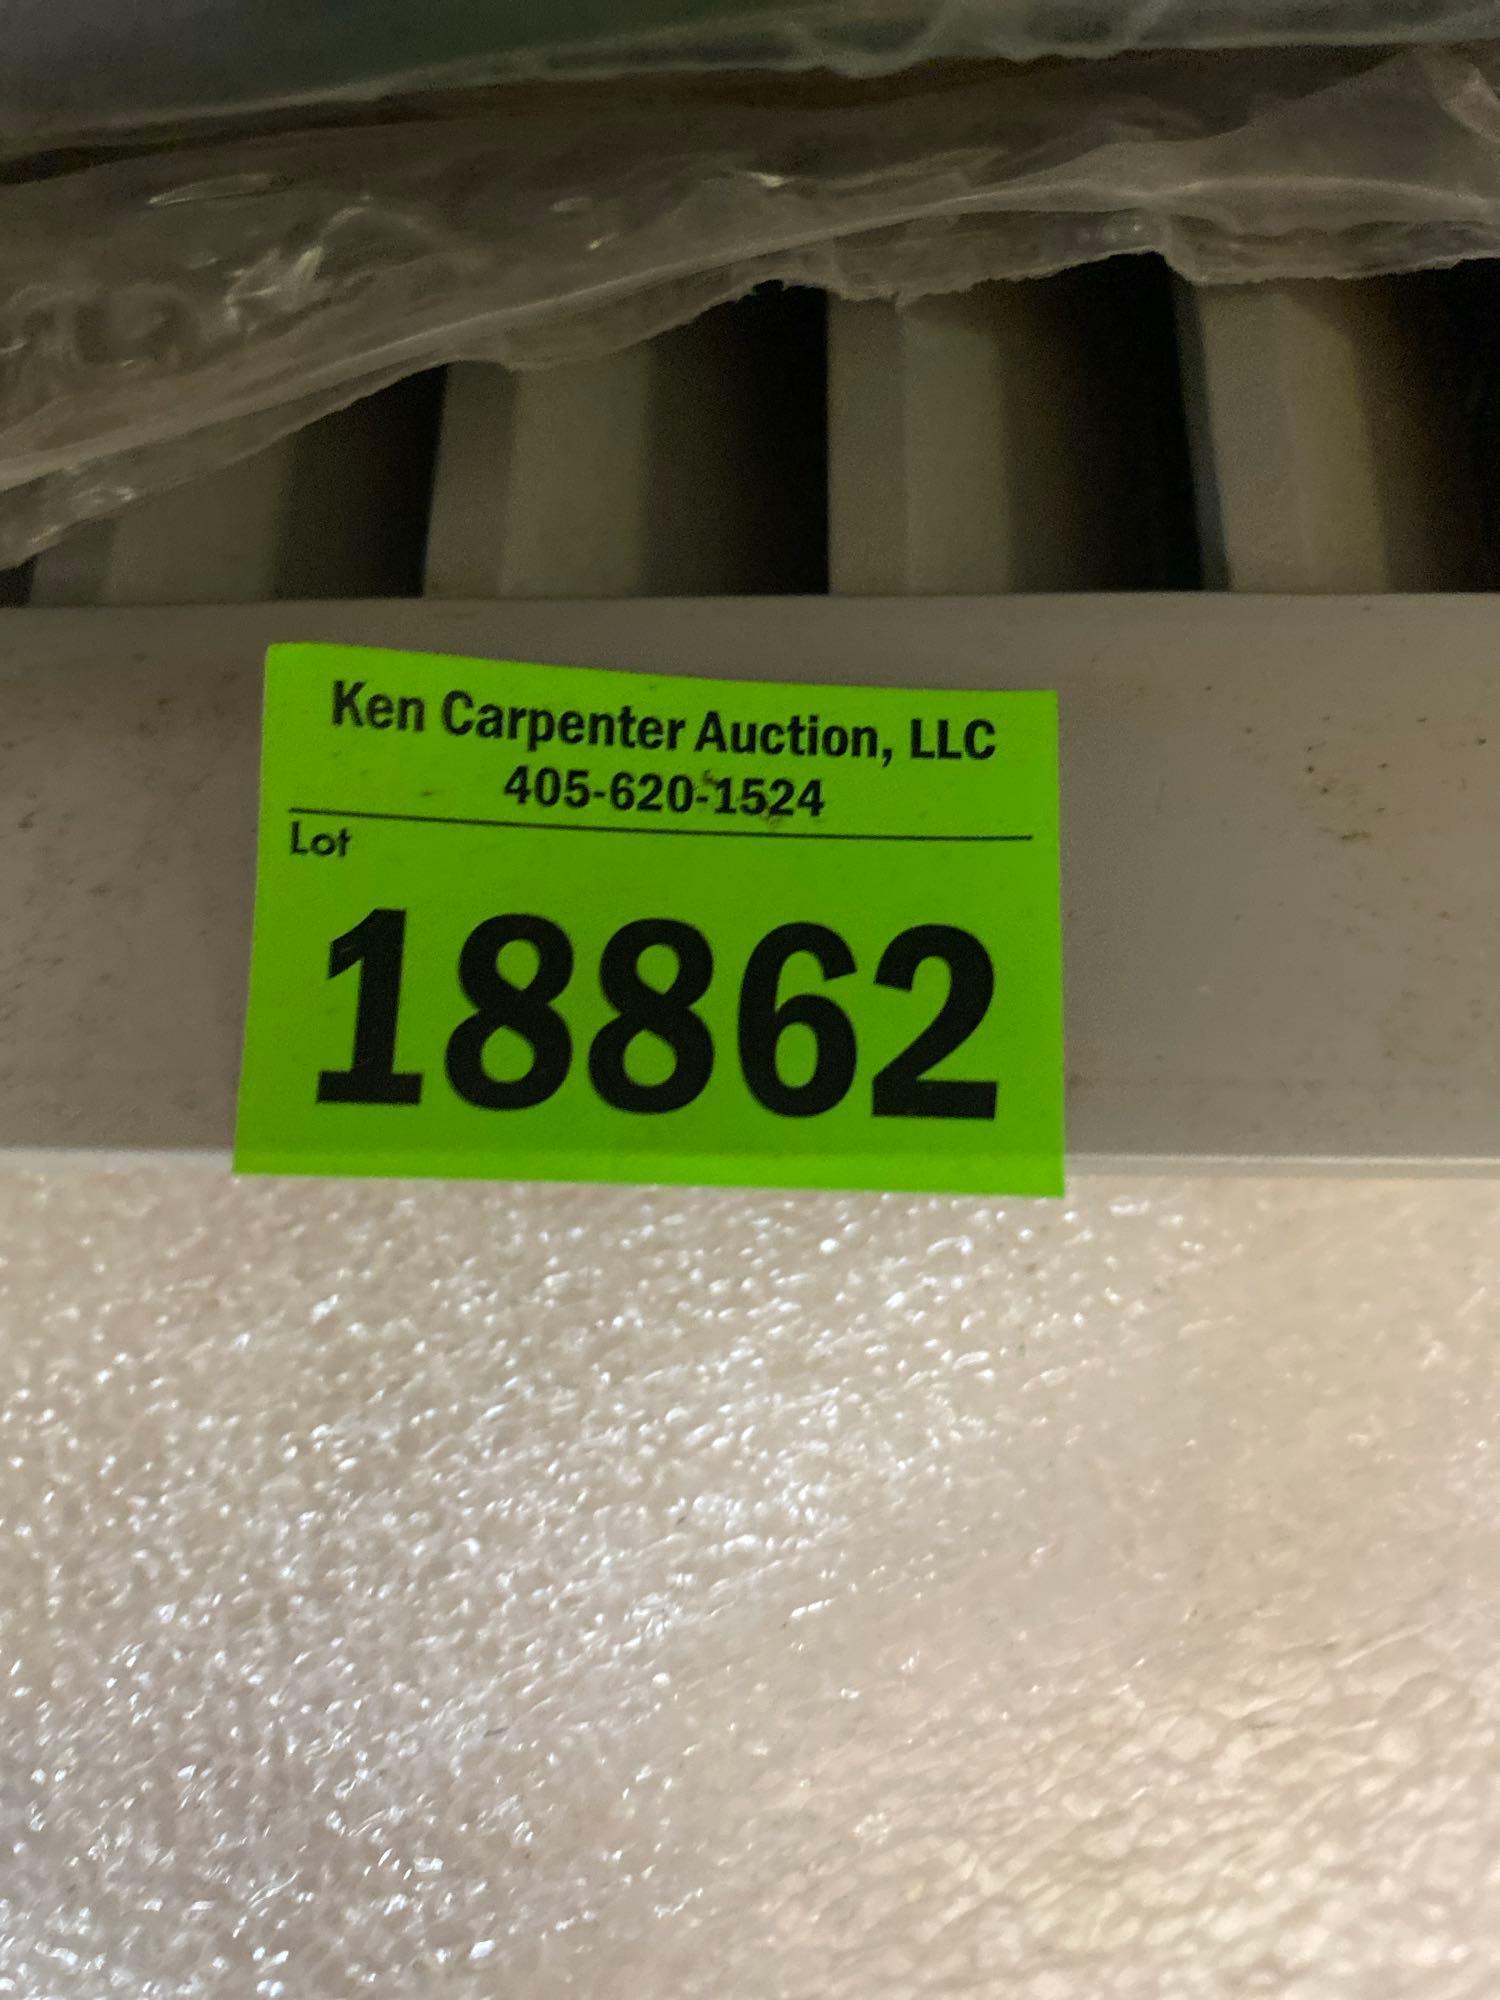 Ken Carpenter Auction, LLC
405-620-1524
Lot
18862